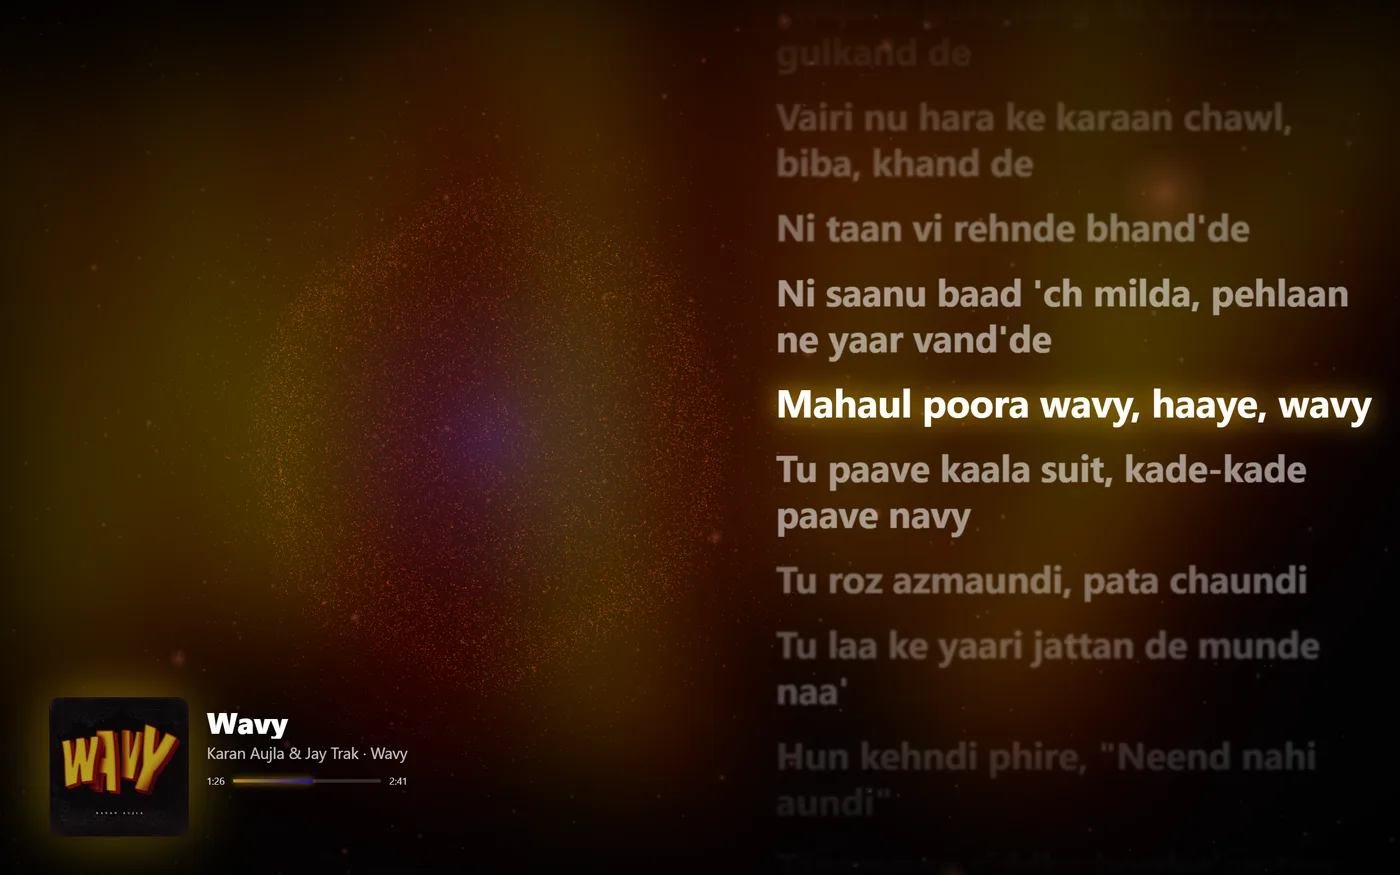 gulkand de
Vairi nu hara ke karaan chawl,
biba, khand de
Ni taan vi rehnde bhand'de
Ni saanu baad 'ch milda, pehlaan
ne yaar vand'de
Mahaul poora wavy, haaye, wavy
Tu paave kaala suit, kade-kade
paave navy
Tu roz azmaundi, pata chaundi
Tu laa ke yaari jattan de munde
naa'
Hun kehndi phire, "Neend nahi
aundi"
WAVY
KARAN AUJLA
Wavy
Karan Aujla & Jay Trak · Wavy
1:26 2:41